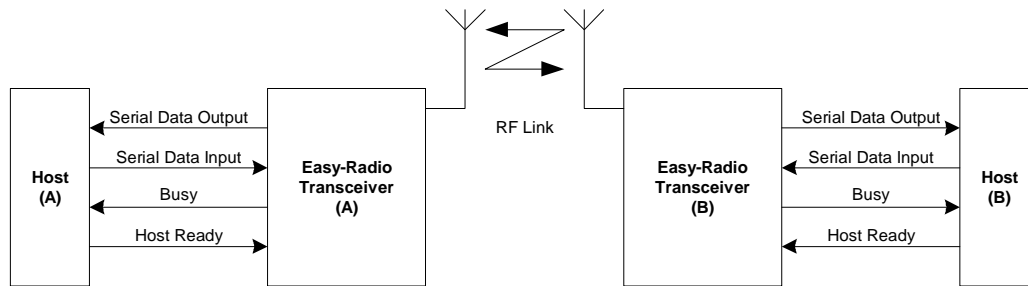 Serial Data Output
Serial Data Input
Busy
Host Ready
Host
(A)
Easy-Radio
Transceiver
(A)
RF Link
Easy-Radio
Transceiver
(B)
Serial Data Output
Serial Data Input
Busy
Host Ready
Host
(B)